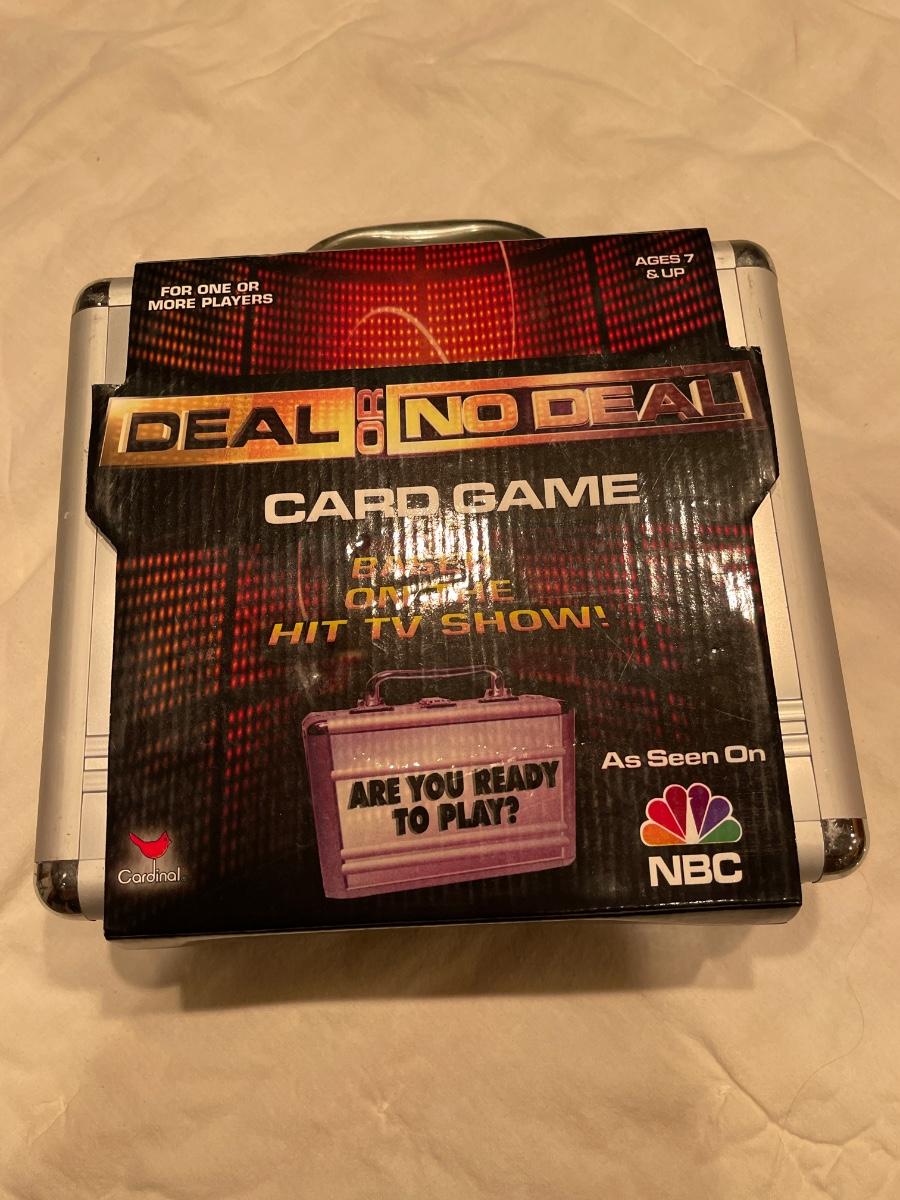 FOR ONE OR
MORE PLAYERS
AGES 7
& UP
DEAL OR NO DEAL
CARD GAME
BASED
ON THE
HIT TV SHOW!
ARE YOU READY
TO PLAY?
As Seen On
NBC
Cardinal